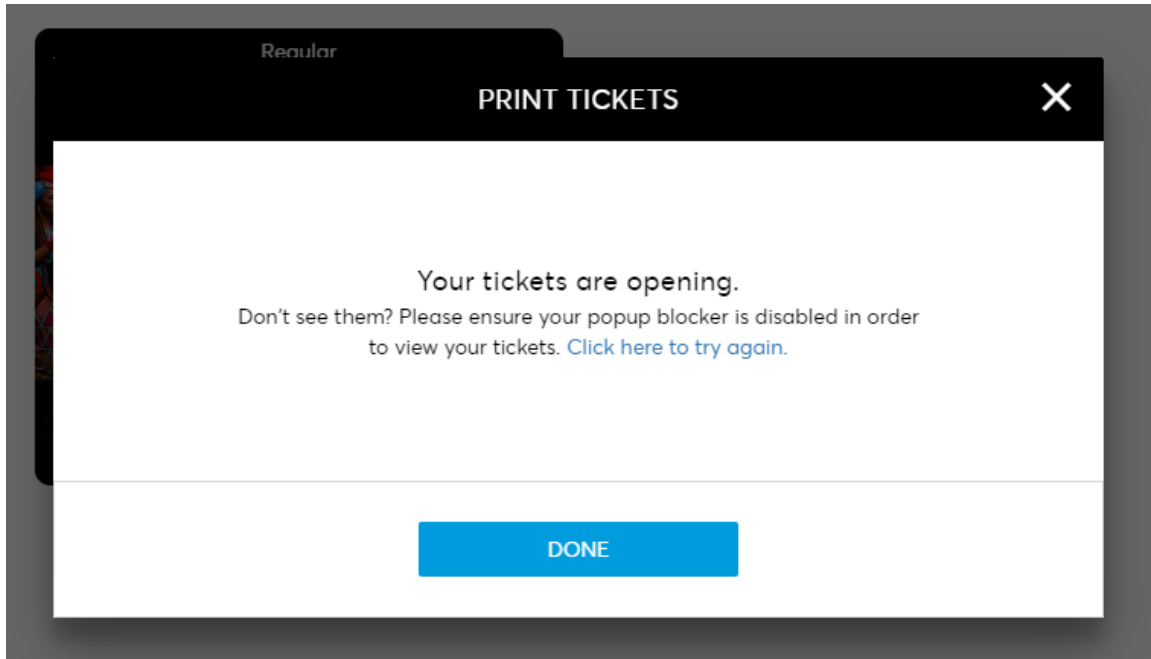 Regular
PRINT TICKETS
Your tickets are opening.
Don't see them? Please ensure your popup blocker is disabled in order
to view your tickets. Click here to try again.
DONE